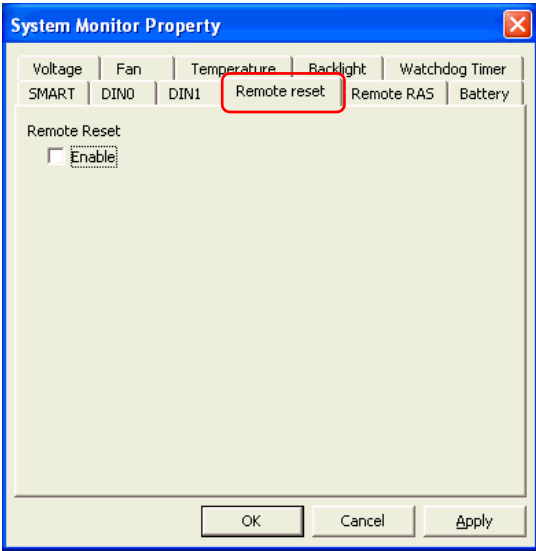 System Monitor Property
Voltage Fan Temperature Backlight Watchdog Timer
SMART DIN0 DIN1 Remote reset Remote RAS Battery
Remote Reset
Enable
OK Cancel Apply